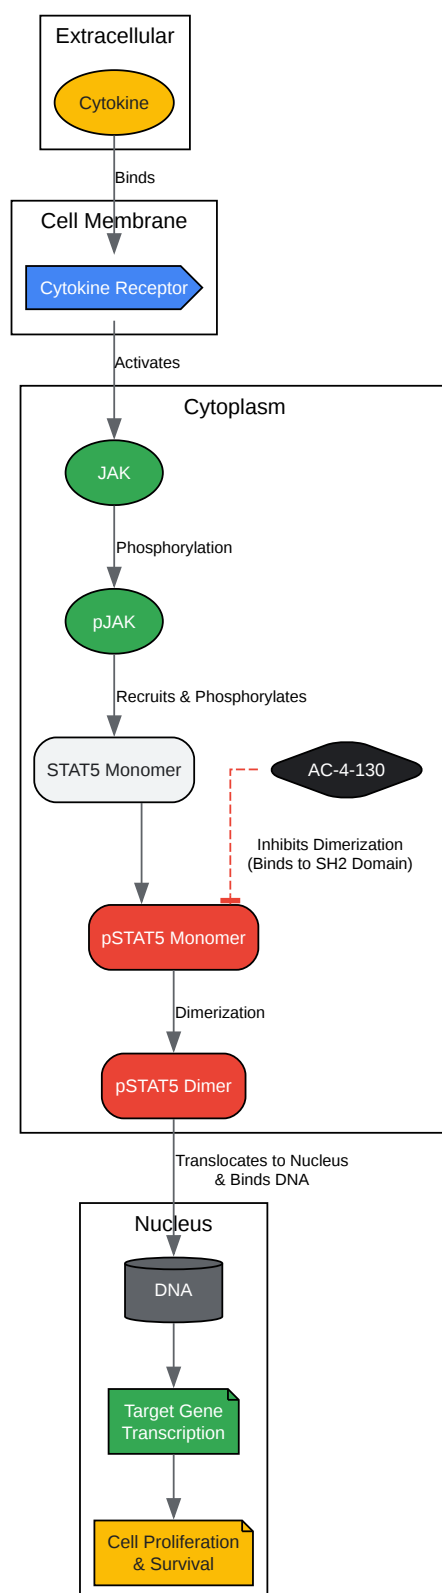 Extracellular
Cytokine
Binds
Cell Membrane
Cytokine Receptor
Activates
Cytoplasm
JAK
Phosphorylation
pJAK
Recruits & Phosphorylates
STAT5 Monomer
AC-4-130
Inhibits Dimerization
(Binds to SH2 Domain)
pSTAT5 Monomer
Dimerization
pSTAT5 Dimer
Translocates to Nucleus
& Binds DNA
Nucleus
DNA
Target Gene
Transcription
Cell Proliferation
& Survival